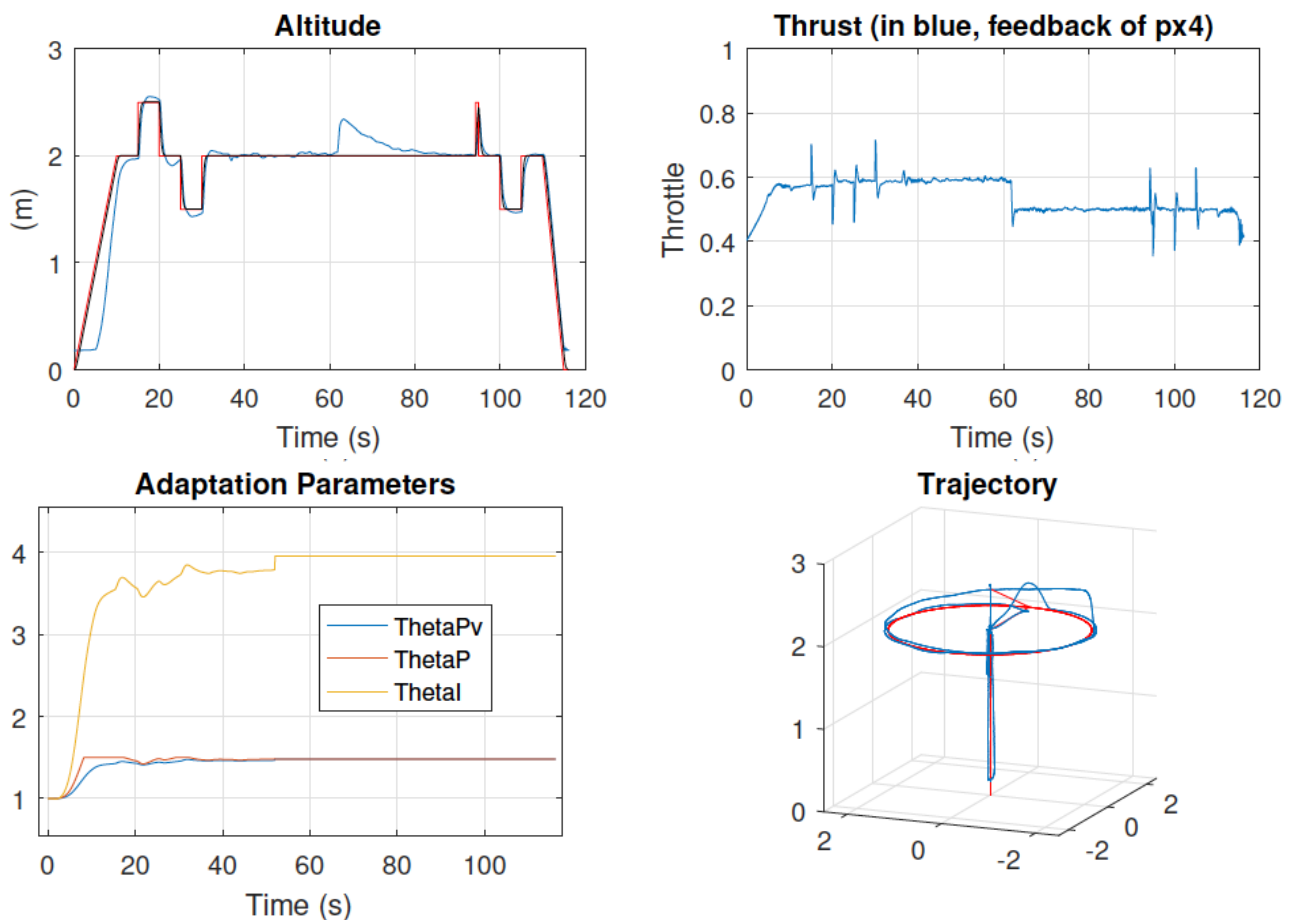 Altitude
3
2
1
0
(m)
0 20 40 60 80 100 120
Time (s)
Thrust (in blue, feedback of px4)
1
0.8
0.6
0.4
0.2
0
Throttle
0 20 40 60 80 100 120
Time (s)
Adaptation Parameters
4
3
2
1
ThetaPv
ThetaP
ThetaI
0 20 40 60 80 100
Time (s)
Trajectory
3
2
1
0
2 0 -2
-2 0 2